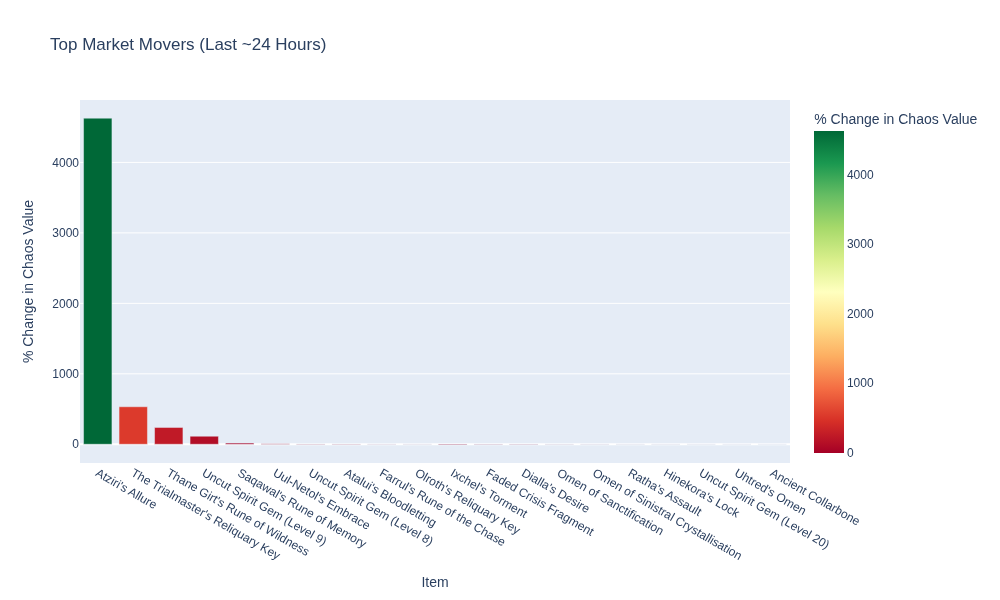 Top Market Movers (Last ~24 Hours)
% Change in Chaos Value
4000
3000
2000
1000
0
% Change in Chaos Value
4000
3000
2000
1000
0
Atziri's Allure
The Trialmaster's Reliquary Key
Thane Girt's Rune of Wildness
Uncut Spirit Gem (Level 9)
Saqawal's Rune of Memory
Uul-Netol's Embrace
Uncut Spirit Gem (Level 8)
Atalui's Bloodletting
Farrul's Rune of the Chase
Olroth's Reliquary Key
Ixchel's Torment
Faded Crisis Fragment
Dialla's Desire
Omen of Sanctification
Omen of Sinistral Crystallisation
Ratha's Assault
Hinekora's Lock
Uncut Spirit Gem (Level 20)
Uhtred's Omen
Ancient Collarbone
Item